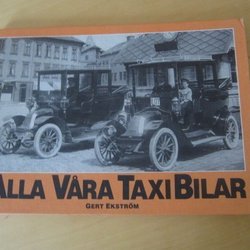 ALLA VÅRA TAXI BILAR
GERT EKSTRÖM